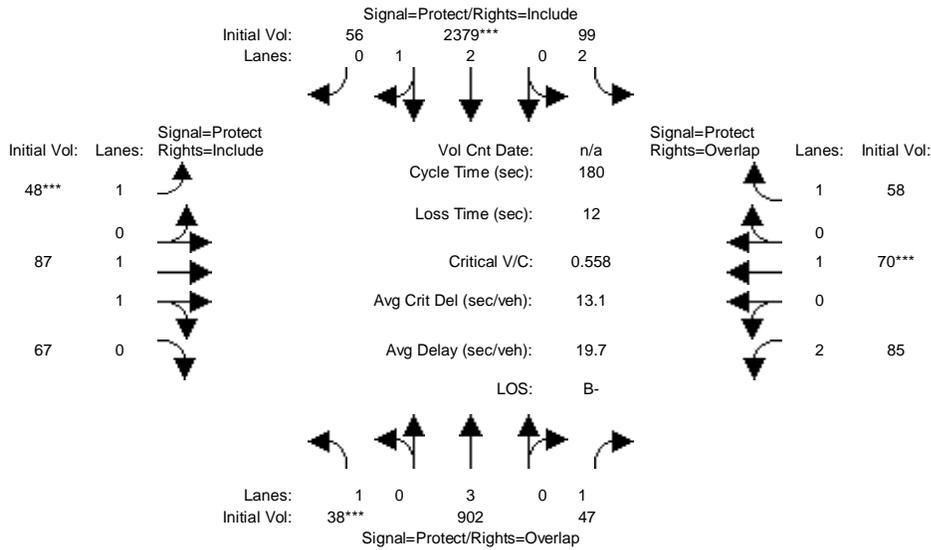 Signal=Protect/Rights=Include
Initial Vol: 56 2379*** 99
Lanes: 0 1 2 0 2
Signal=Protect
Initial Vol: Lanes: Rights=Include
48*** 1
0
87 1
1
67 0
Vol Cnt Date: n/a
Cycle Time (sec): 180
Loss Time (sec): 12
Critical V/C: 0.558
Avg Crit Del (sec/veh): 13.1
Avg Delay (sec/veh): 19.7
LOS: B-
Signal=Protect
Rights=Overlap Lanes: Initial Vol:
1 58
0
1 70***
0
2 85
Lanes: 1 0 3 0 1
Initial Vol: 38*** 902 47
Signal=Protect/Rights=Overlap